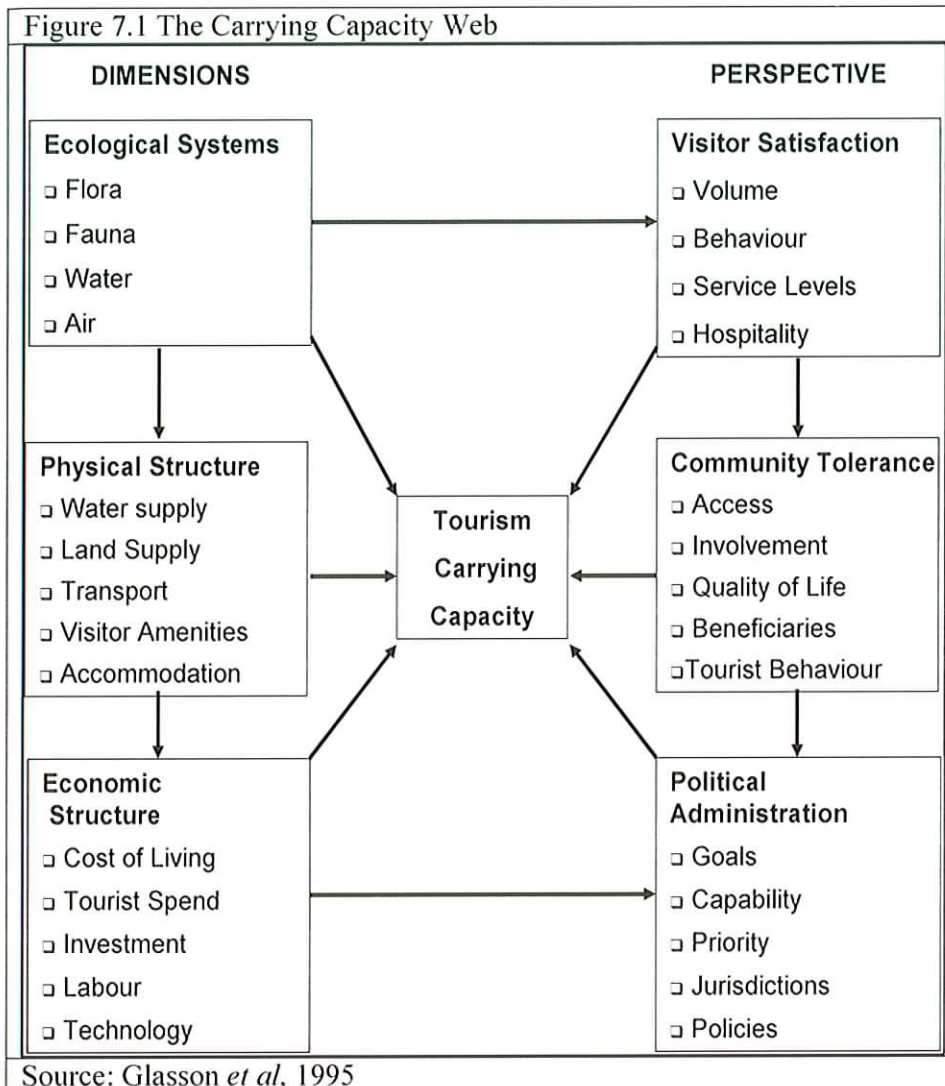 Figure 7.1 The Carrying Capacity Web
DIMENSIONS
PERSPECTIVE
Ecological Systems
❑ Flora
❑ Fauna
❑ Water
❑ Air
Visitor Satisfaction
❑ Volume
❑ Behaviour
❑ Service Levels
❑ Hospitality
Physical Structure
❑ Water supply
❑ Land Supply
❑ Transport
❑ Visitor Amenities
❑ Accommodation
Tourism
Carrying
Capacity
Community Tolerance
❑ Access
❑ Involvement
❑ Quality of Life
❑ Beneficiaries
❑Tourist Behaviour
Economic
Structure
❑ Cost of Living
❑ Tourist Spend
❑ Investment
❑ Labour
❑ Technology
Political
Administration
❑ Goals
❑ Capability
❑ Priority
❑ Jurisdictions
❑ Policies
Source: Glasson et al, 1995